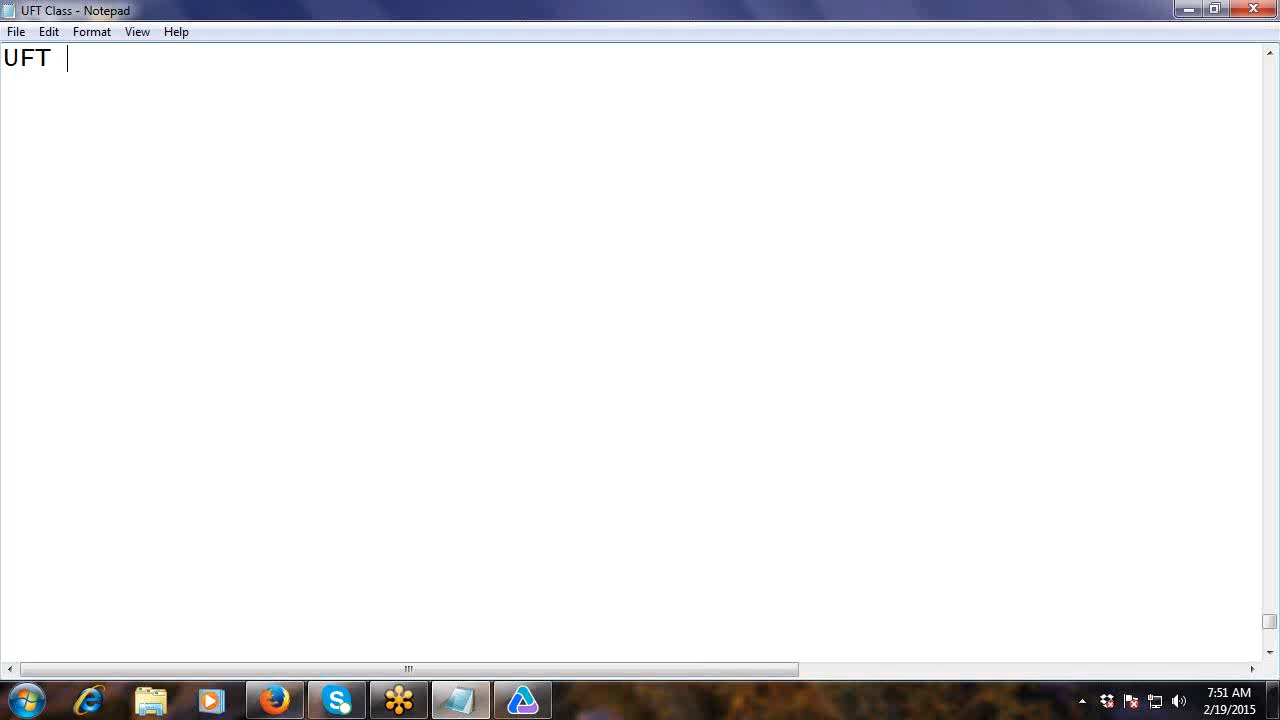 UFT Class - Notepad
File Edit Format View Help
UFT
7:51 AM
2/19/2015